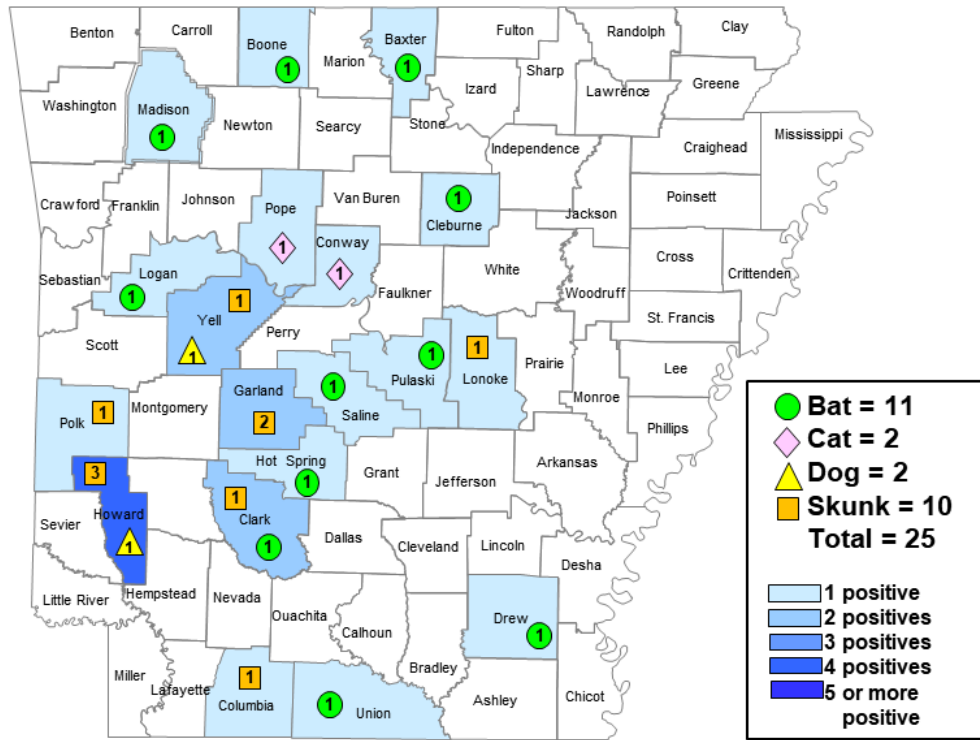 Benton
Carroll
Boone
1
Marion
Baxter
1
Fulton
Randolph
Clay
Sharp
Izard
Lawrence
Greene
Washington
Madison
1
Newton
Searcy
Stone
Independence
Craighead
Mississippi
Crawford
Franklin
Johnson
Pope
1
Van Buren
Cleburne
1
Jackson
Poinsett
Conway
1
Sebastian
Logan
1
White
Cross
Crittenden
Faulkner
Woodruff
Yell
1
1
Perry
St. Francis
Scott
Pulaski
1
Lonoke
1
Prairie
Lee
Monroe
Garland
2
Saline
1
Montgomery
Polk
1
Phillips
Hot Spring
1
Grant
Jefferson
Arkansas
3
Howard
1
Sevier
Clark
1
1
Dallas
Cleveland
Lincoln
Desha
Little River
Hempstead
Nevada
Ouachita
Calhoun
Drew
1
Bradley
Miller
Lafayette
Columbia
1
Union
1
Ashley
Chicot
Bat = 11
Cat = 2
Dog = 2
Skunk = 10
Total = 25
1 positive
2 positives
3 positives
4 positives
5 or more
positive